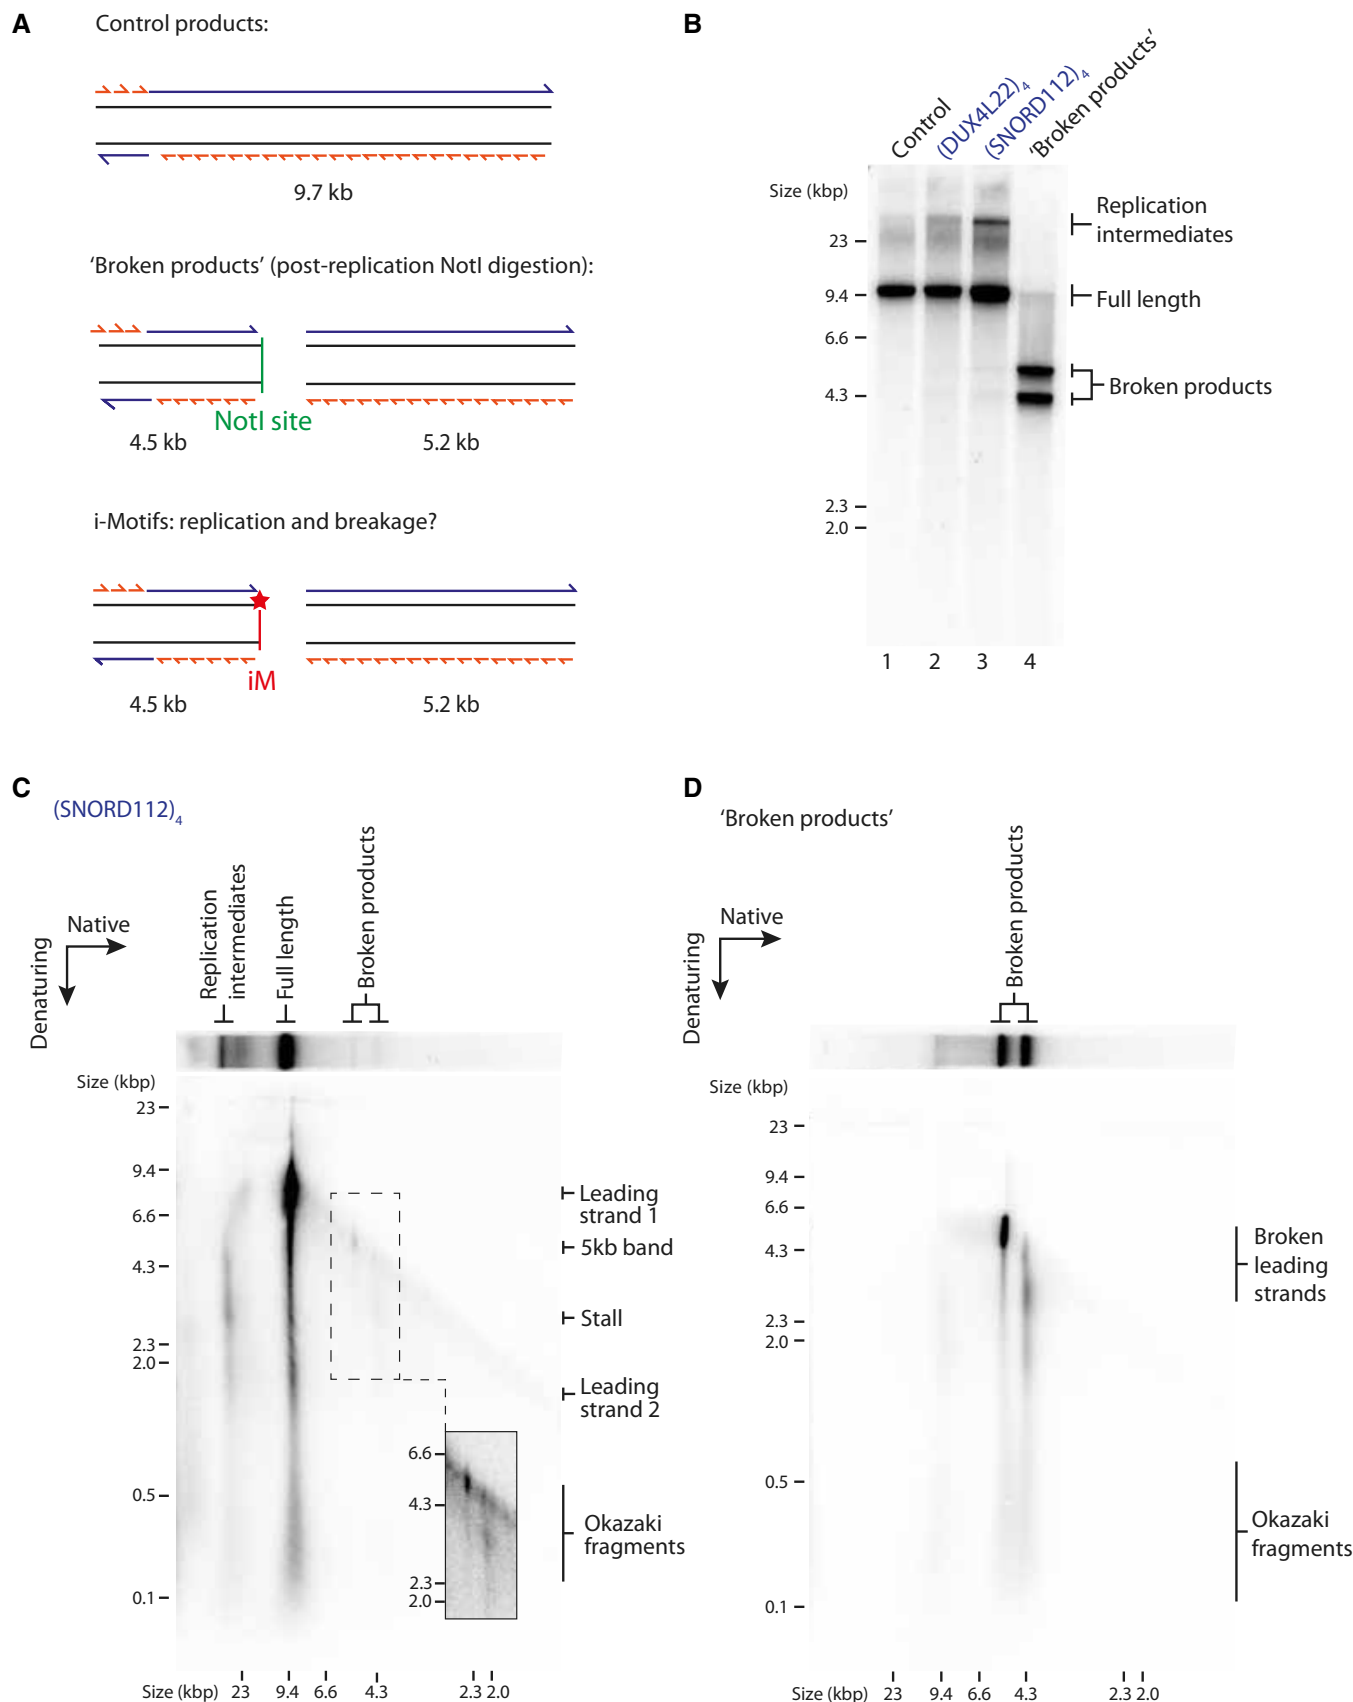 A
Control products:
9.7 kb
'Broken products' (post-replication NotI digestion):
NotI site
4.5 kb
5.2 kb
i-Motifs: replication and breakage?
iM
4.5 kb
5.2 kb
B
Control
(DUX4L22)4
(SNORD112)4
'Broken products'
Size (kbp)
23
9.4
6.6
4.3
2.3
2.0
Replication
intermediates
Full length
Broken products
1 2 3 4
C
(SNORD112)4
Denaturing
Native
Replication
intermediates
Full length
Broken products
Size (kbp)
23
9.4
6.6
4.3
2.3
2.0
0.5
0.1
Leading
strand 1
5kb band
Stall
Leading
strand 2
Okazaki
fragments
6.6
4.3
2.3
2.0
Size (kbp) 23 9.4 6.6 4.3 2.3 2.0
D
'Broken products'
Denaturing
Native
Broken products
Size (kbp)
23
9.4
6.6
4.3
2.3
2.0
0.5
0.1
Broken
leading
strands
Okazaki
fragments
Size (kbp) 23 9.4 6.6 4.3 2.3 2.0